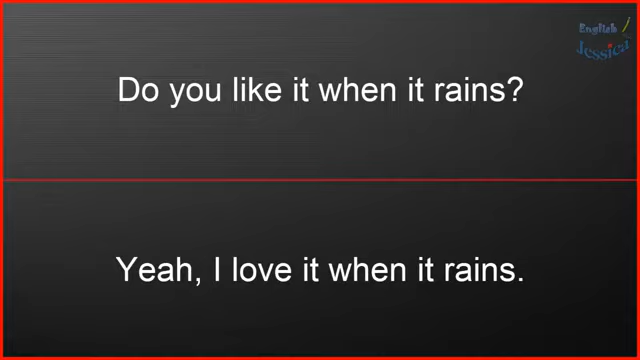 English
Jessica
Do you like it when it rains?
Yeah, I love it when it rains.